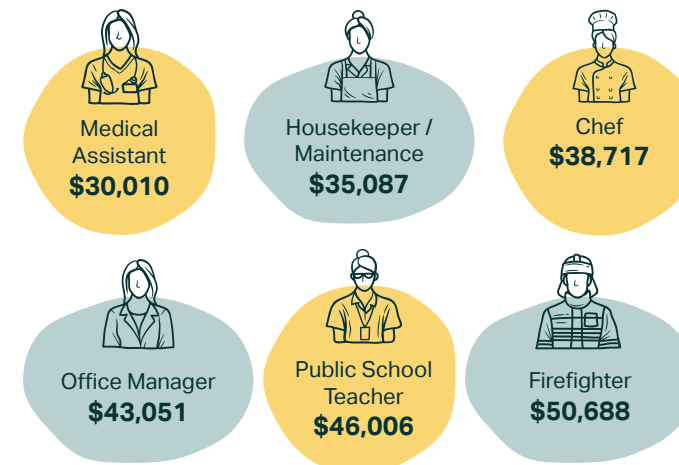 Medical
Assistant
$30,010
Housekeeper /
Maintenance
$35,087
Chef
$38,717
Office Manager
$43,051
Public School
Teacher
$46,006
Firefighter
$50,688